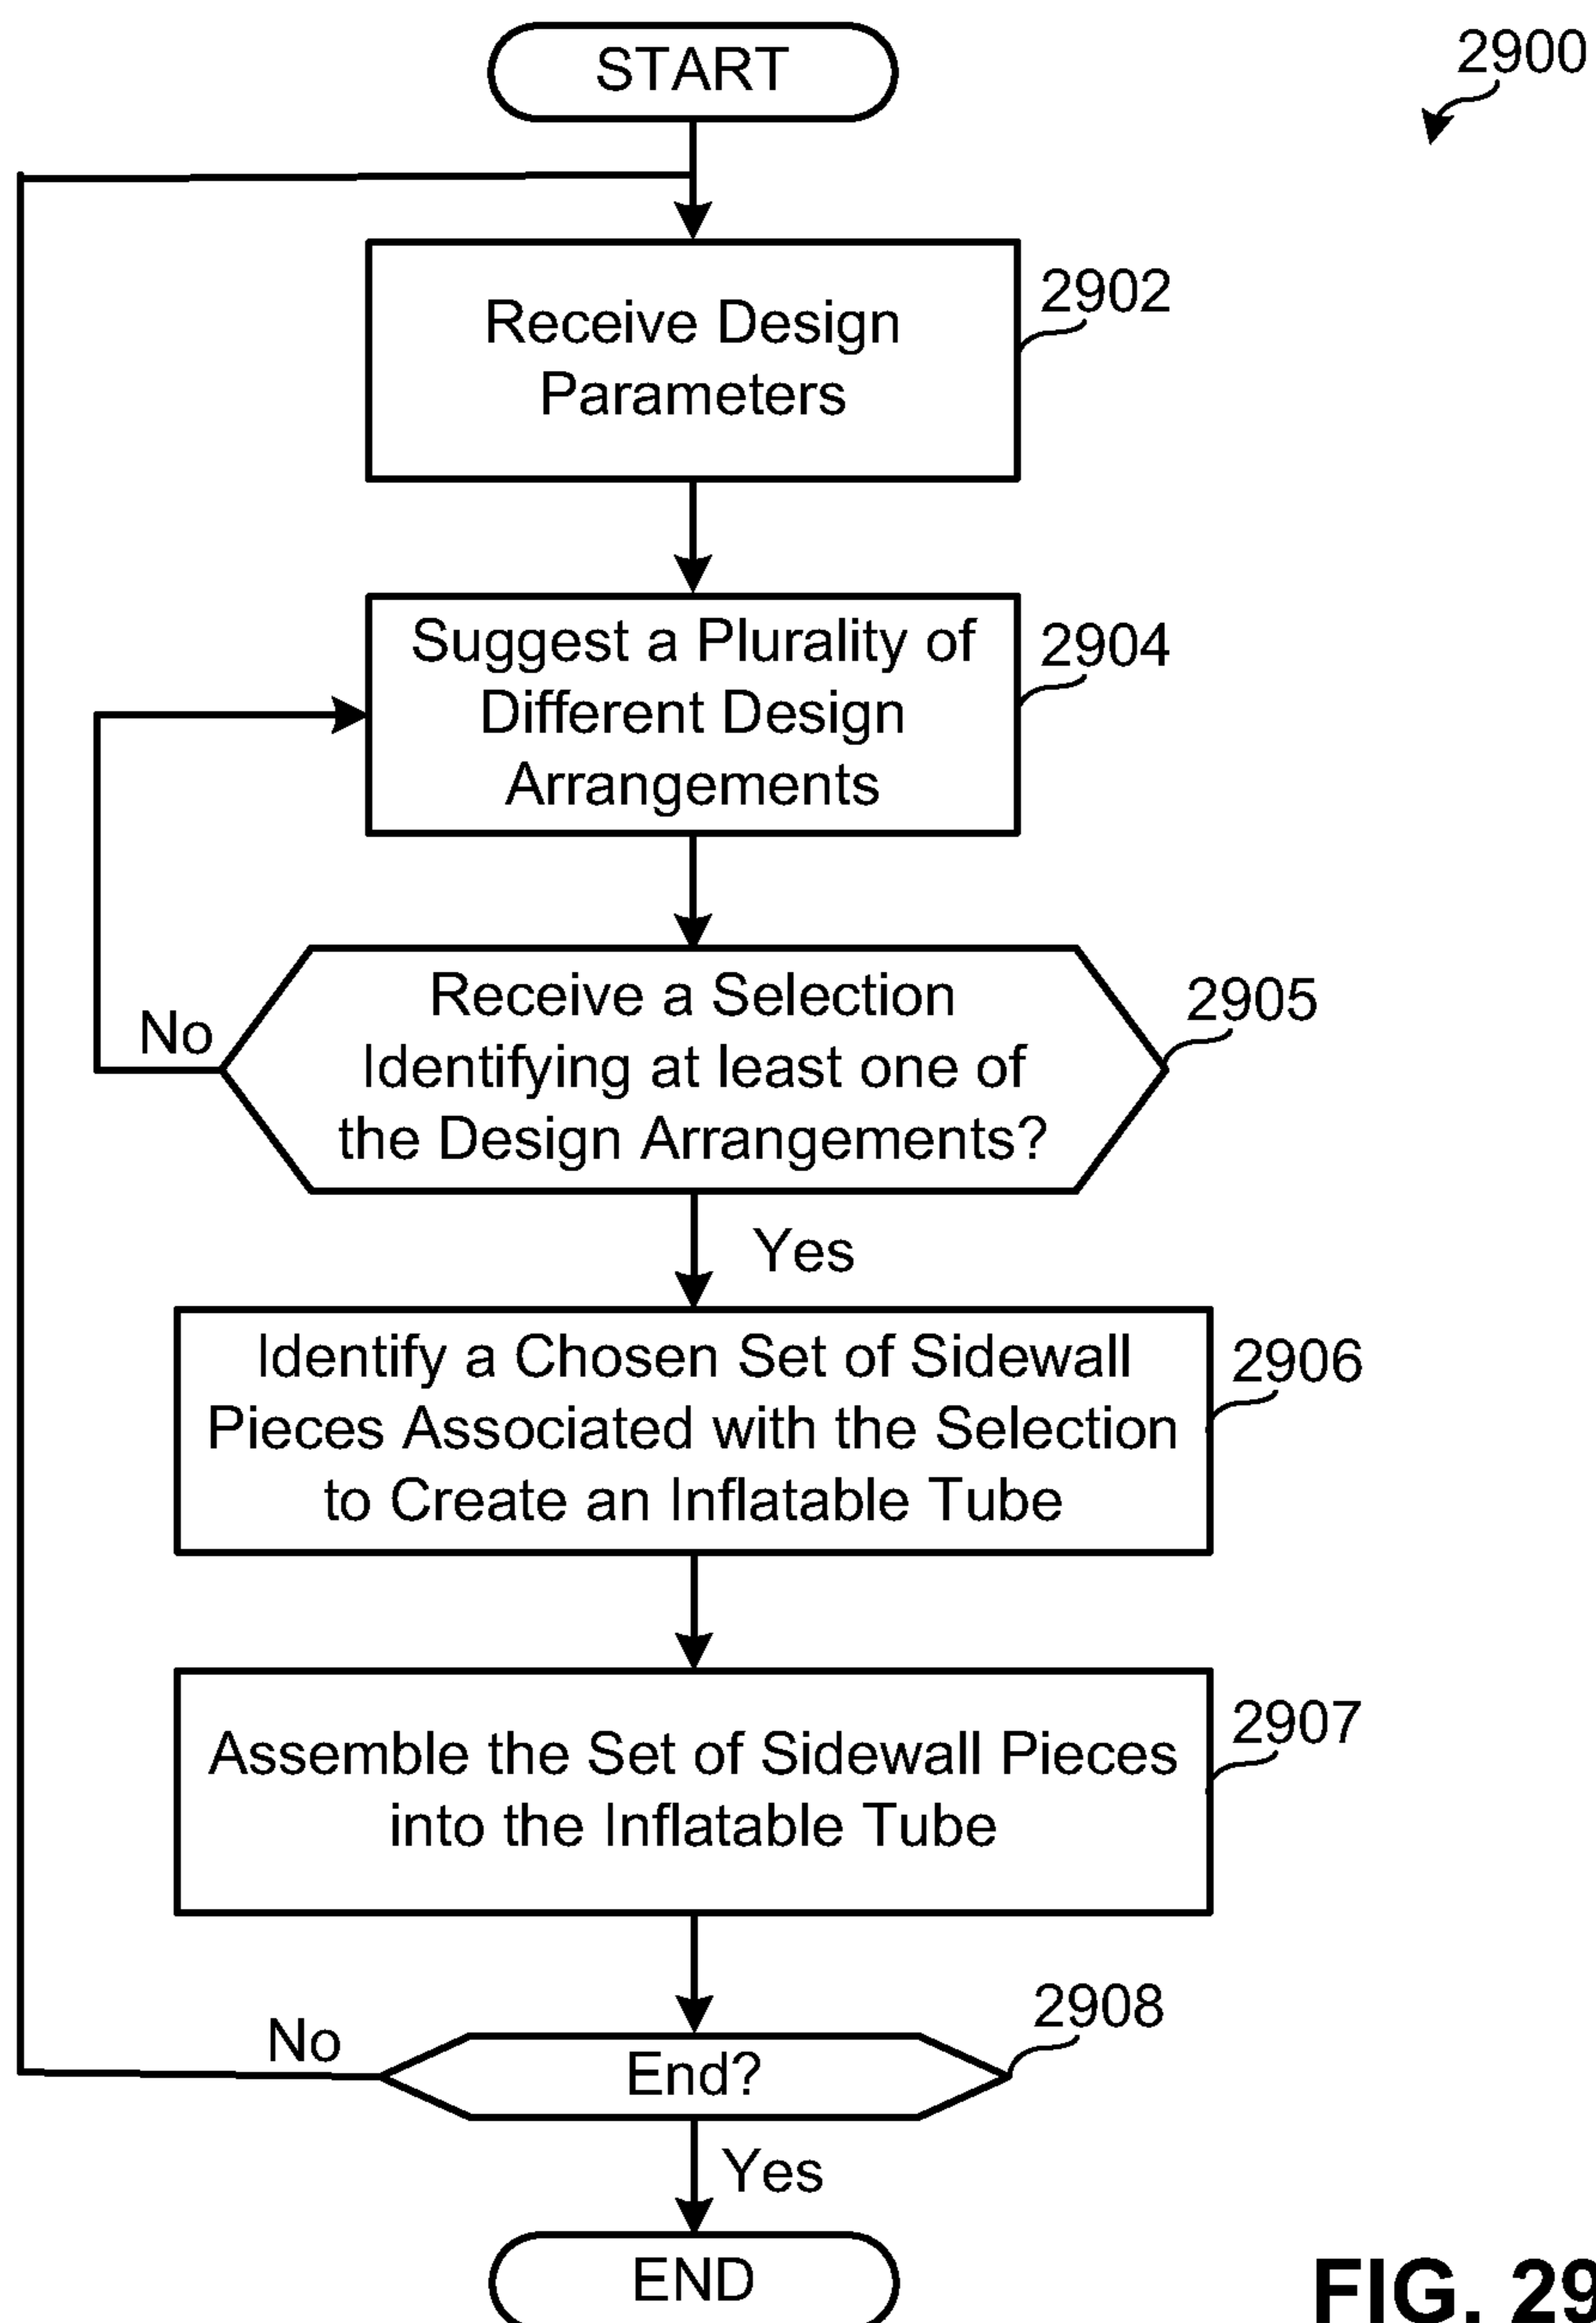 START
2900
Receive Design
Parameters
2902
Suggest a Plurality of
Different Design
Arrangements
2904
Receive a Selection
Identifying at least one of
the Design Arrangements?
2905
No
Yes
Identify a Chosen Set of Sidewall
Pieces Associated with the Selection
to Create an Inflatable Tube
2906
Assemble the Set of Sidewall Pieces
into the Inflatable Tube
2907
End?
2908
No
Yes
END
FIG. 29